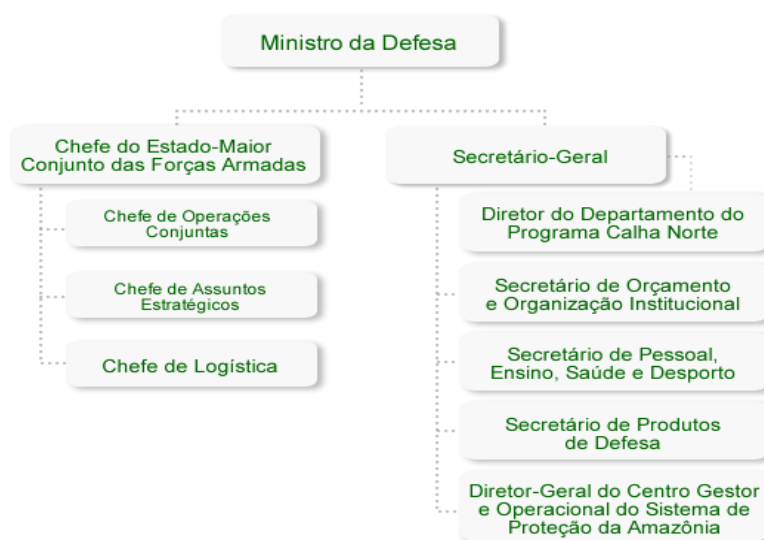 Ministro da Defesa
Chefe do Estado-Maior
Conjunto das Forças Armadas
Chefe de Operações
Conjuntas
Chefe de Assuntos
Estratégicos
Chefe de Logística
Secretário-Geral
Diretor do Departamento do
Programa Calha Norte
Secretário de Orçamento
e Organização Institucional
Secretário de Pessoal,
Ensino, Saúde e Desporto
Secretário de Produtos
de Defesa
Diretor-Geral do Centro Gestor
e Operacional do Sistema de
Proteção da Amazônia